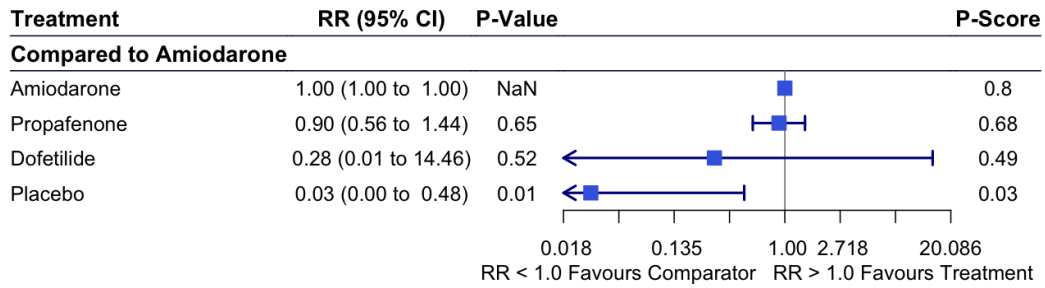 Treatment RR (95% CI) P-Value P-Score
Compared to Amiodarone
Amiodarone 1.00 (1.00 to 1.00) NaN 0.8
Propafenone 0.90 (0.56 to 1.44) 0.65 0.68
Dofetilide 0.28 (0.01 to 14.46) 0.52 0.49
Placebo 0.03 (0.00 to 0.48) 0.01 0.03
0.018 0.135 1.00 2.718 20.086
RR < 1.0 Favours Comparator RR > 1.0 Favours Treatment